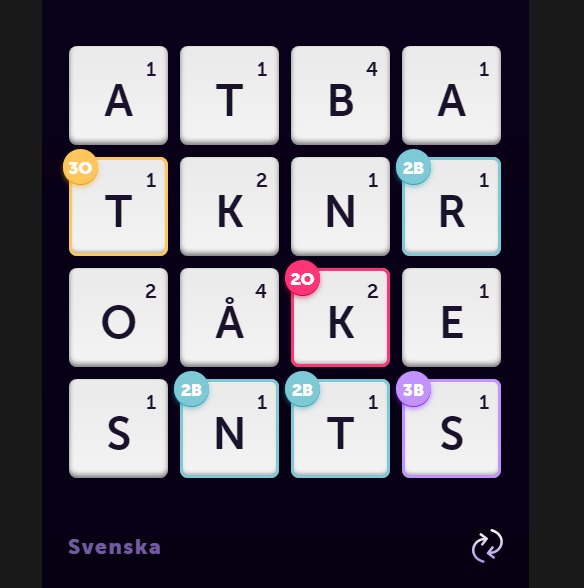 1 1 4 1
A T B A
3O 1 2 1 2B 1
T K N R
2 4 2O 2 1
O Å K E
1 2B 1 2B 1 3B 1
S N T S
Svenska